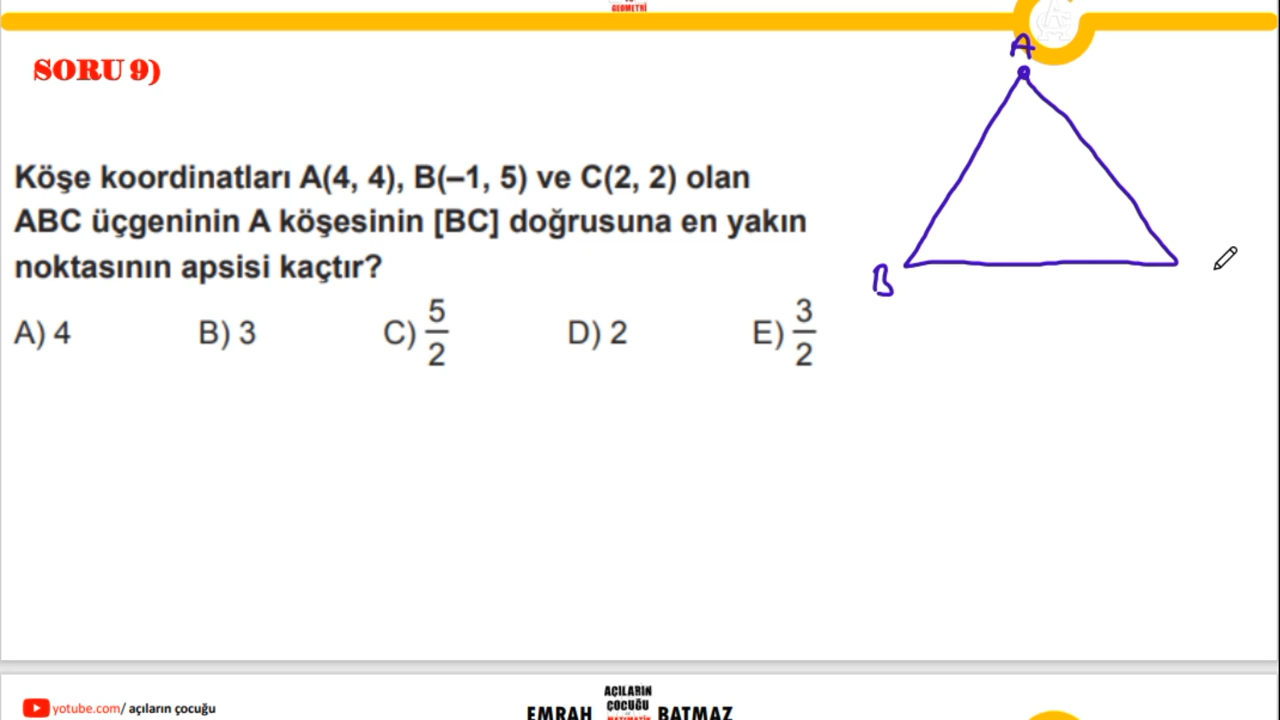 GEOMETRİ
SORU 9)
A
Köşe koordinatları A(4, 4), B(–1, 5) ve C(2, 2) olan
ABC üçgeninin A köşesinin [BC] doğrusuna en yakın
noktasının apsisi kaçtır?
B
A) 4 B) 3 C) 5/2 D) 2 E) 3/2
yotube.com/ açıların çocuğu
EMRAH AÇILARIN ÇOCUĞU BATMAZ